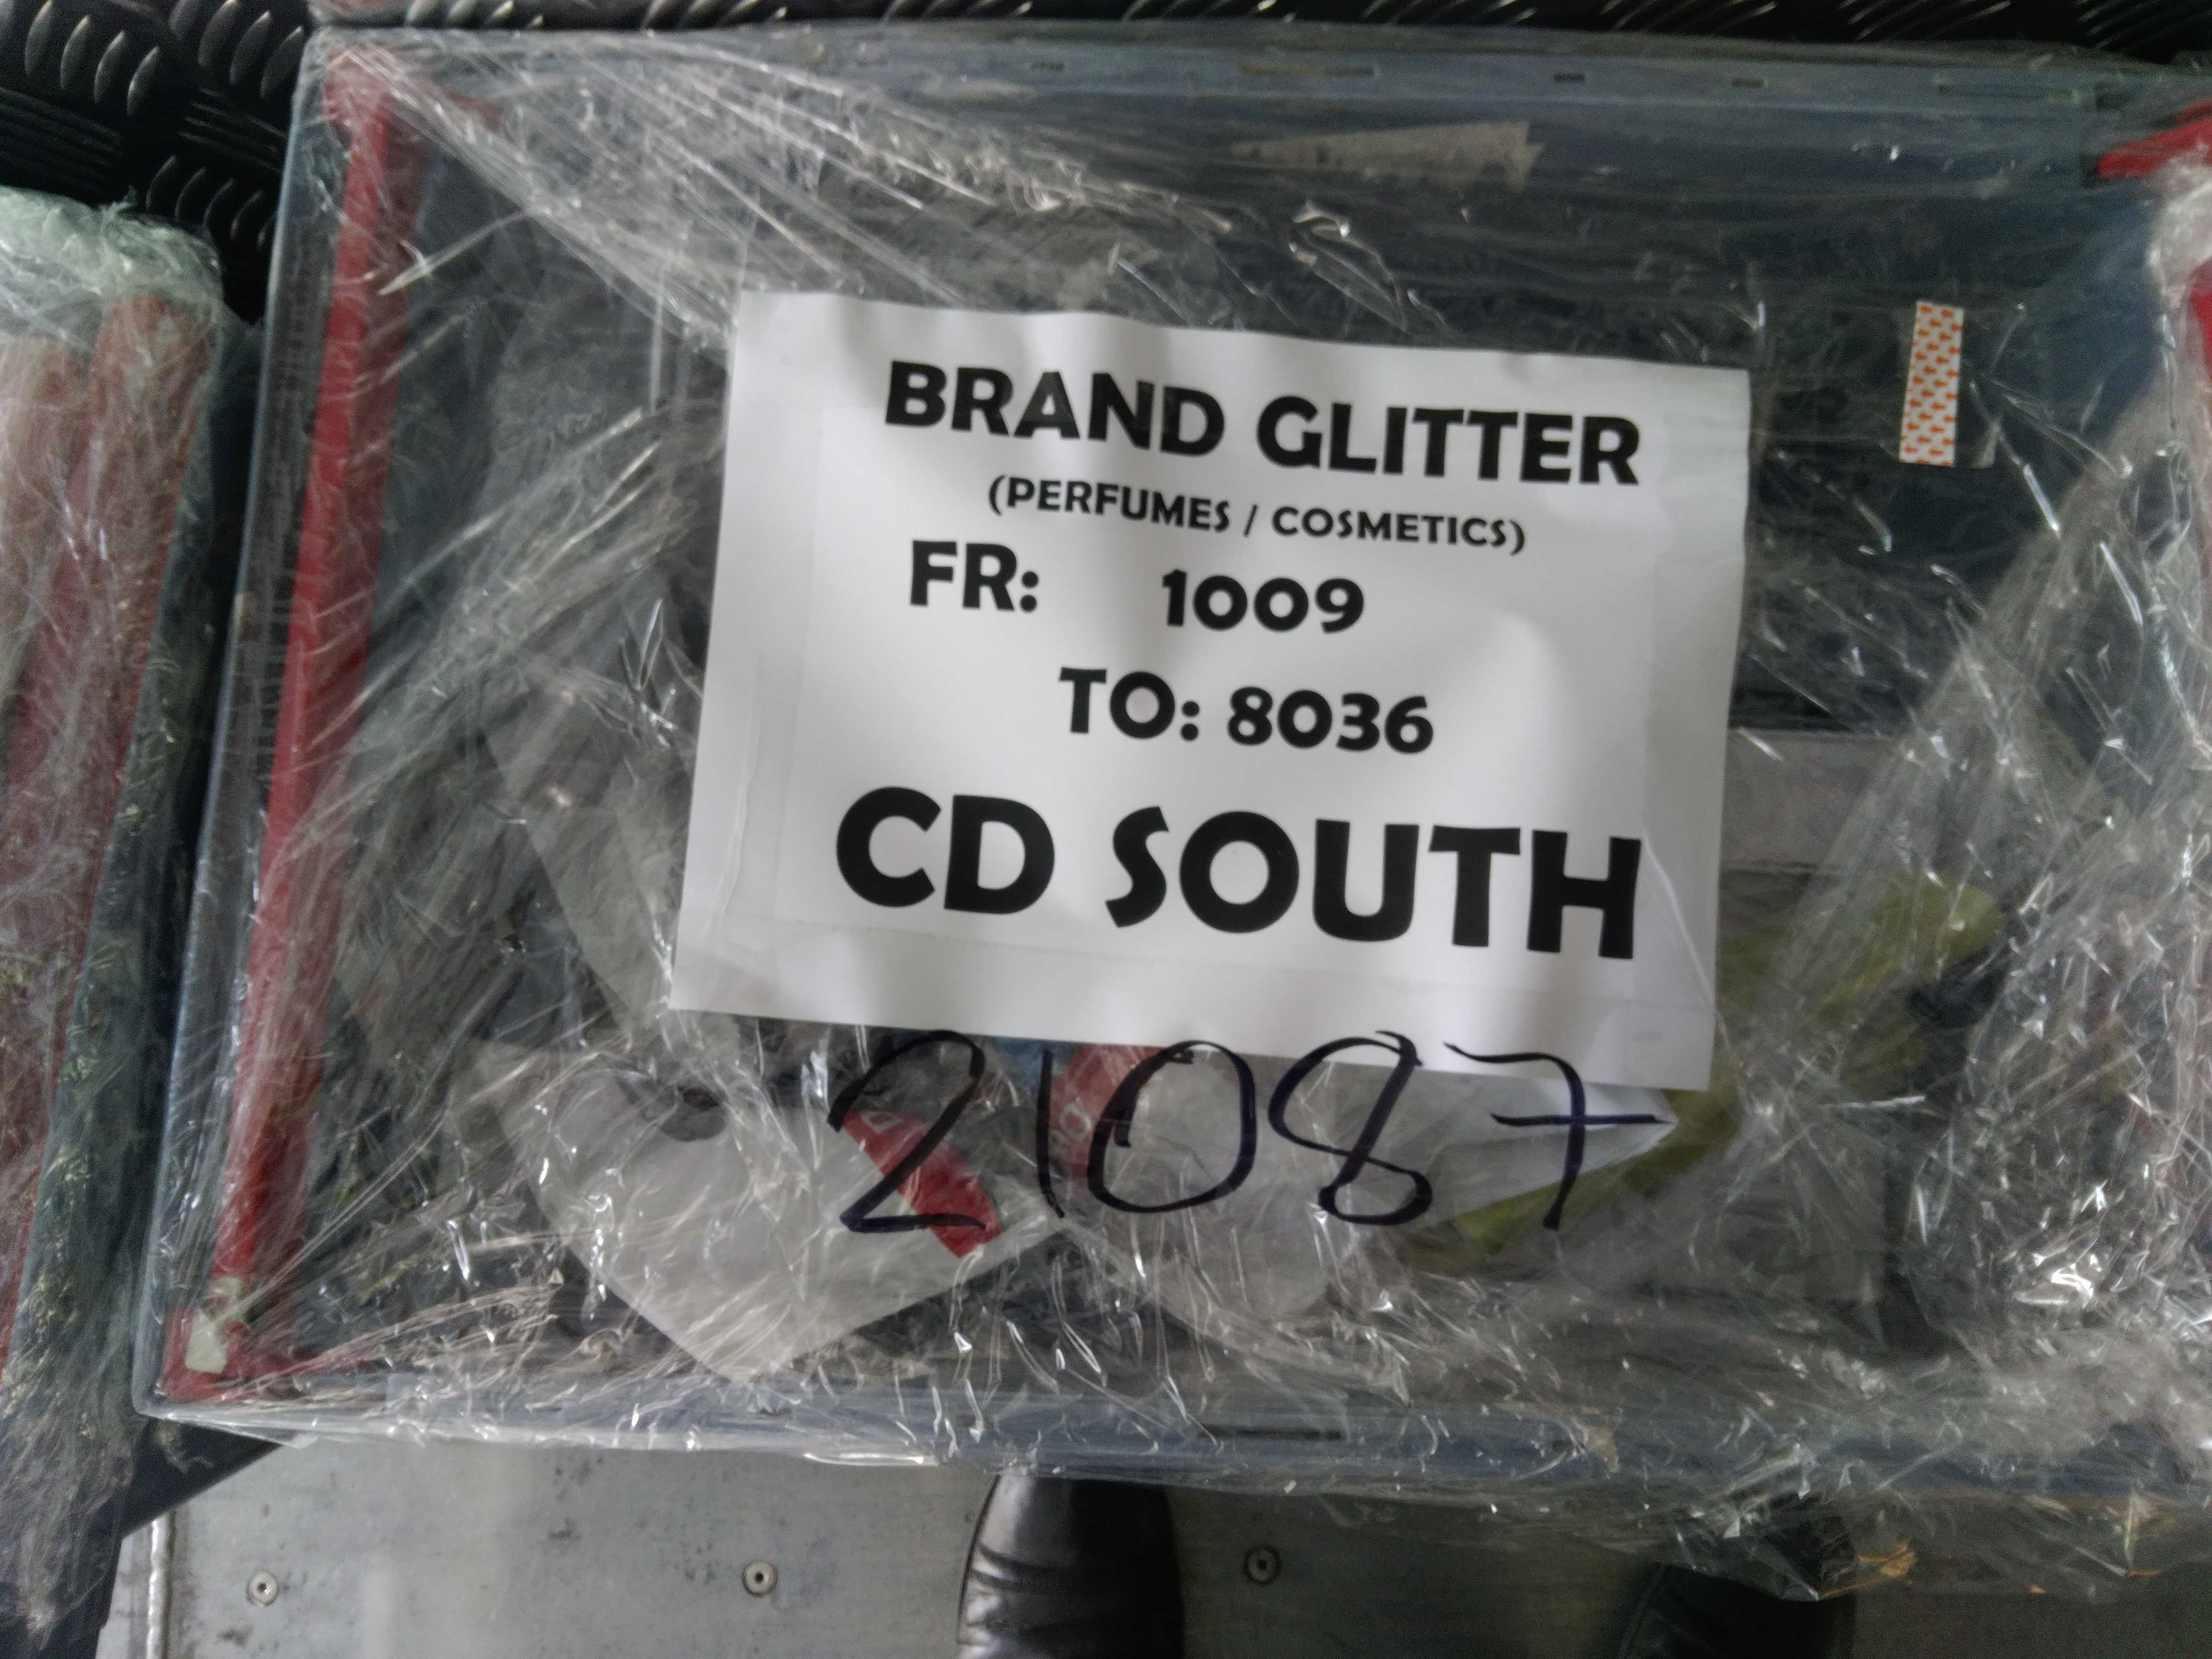 BRAND GLITTER
(PERFUMES / COSMETICS)
FR: 1009
TO: 8036
CD SOUTH
21087